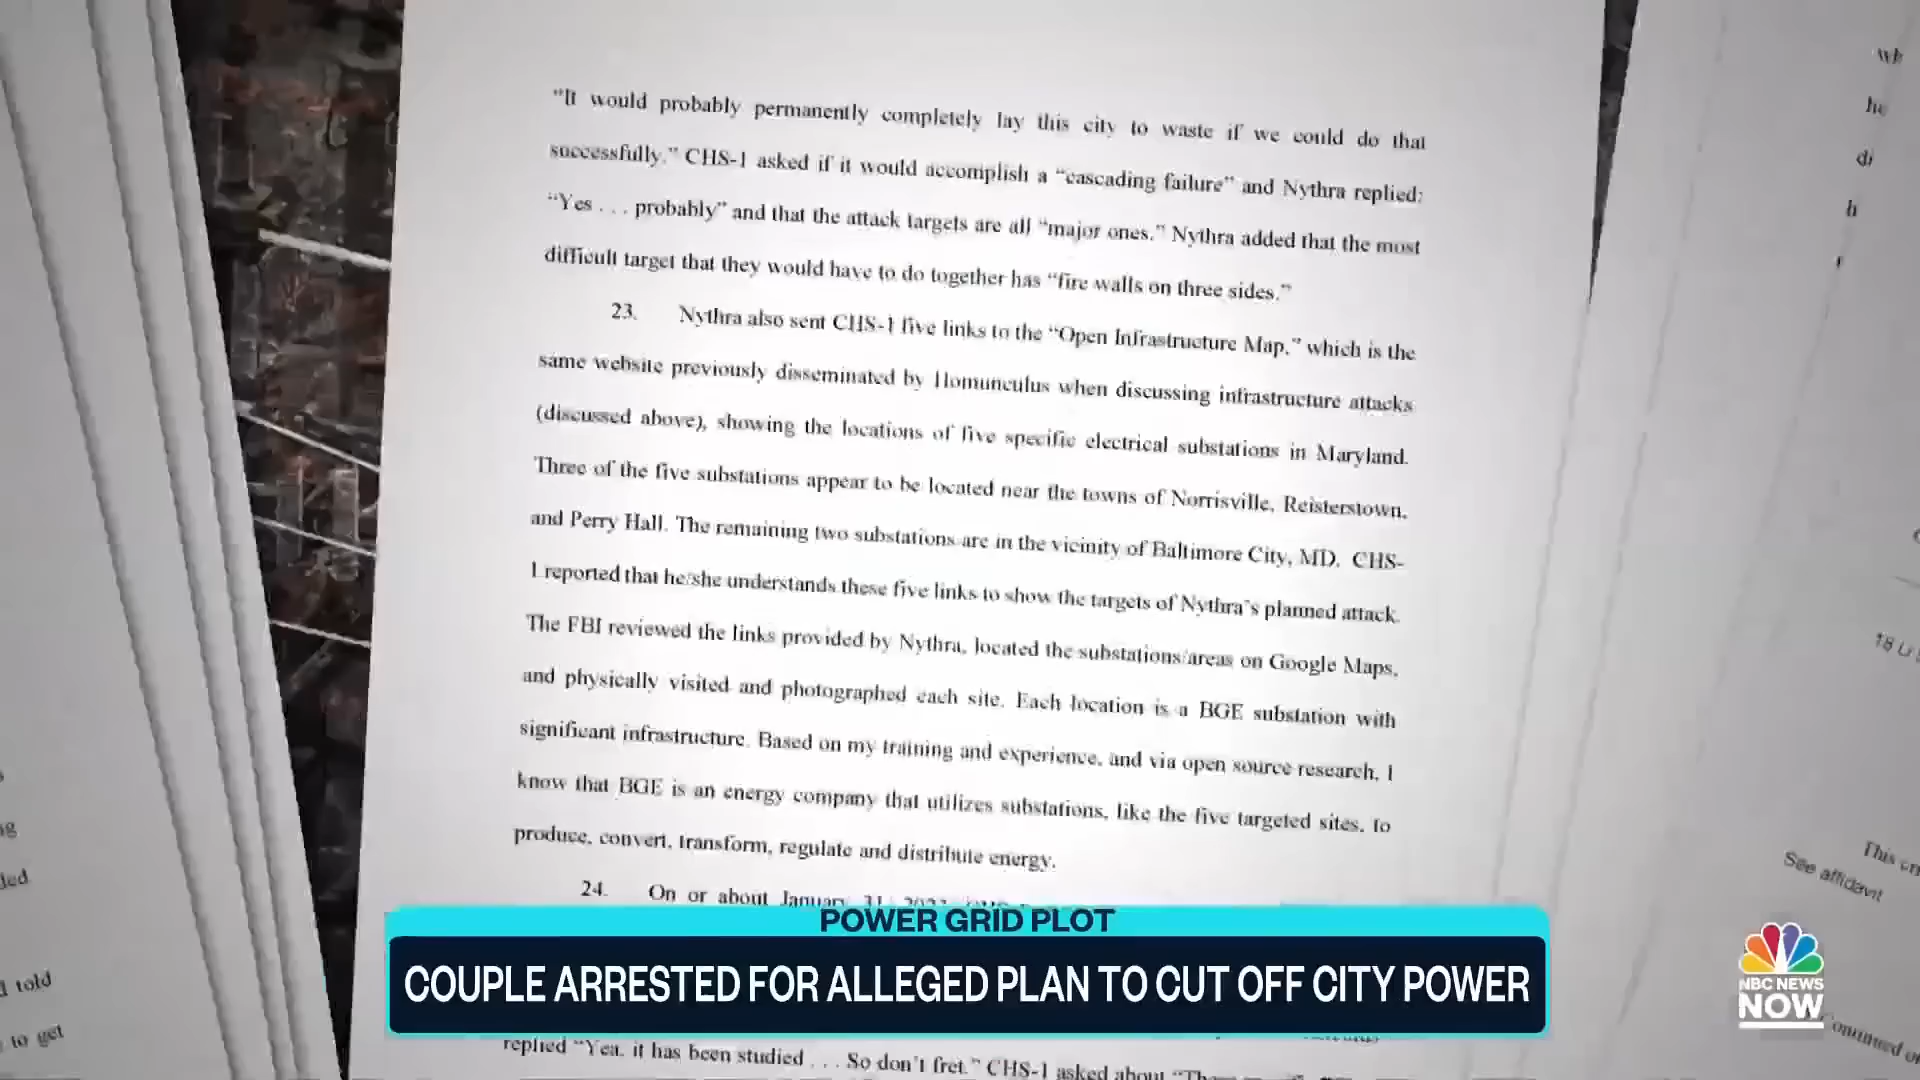 "It would probably permanently completely lay this city to waste if we could do that
successfully." CHS-1 asked if it would accomplish a "cascading failure" and Nythra replied:
"Yes . . . probably" and that the attack targets are all "major ones." Nythra added that the most
difficult target that they would have to do together has "fire walls on three sides."
23. Nythra also sent CHS-1 five links to the "Open Infrastructure Map," which is the
same website previously disseminated by Homunculus when discussing infrastructure attacks
(discussed above), showing the locations of five specific electrical substations in Maryland.
Three of the five substations appear to be located near the towns of Norrisville, Reisterstown,
and Perry Hall. The remaining two substations are in the vicinity of Baltimore City, MD. CHS-
1 reported that he/she understands these five links to show the targets of Nythra's planned attack.
The FBI reviewed the links provided by Nythra, located the substations/areas on Google Maps,
and physically visited and photographed each site. Each location is a BGE substation with
significant infrastructure. Based on my training and experience, and via open source research, I
know that BGE is an energy company that utilizes substations, like the five targeted sites, to
produce, convert, transform, regulate and distribute energy.
24. On or about January 31,
POWER GRID PLOT
COUPLE ARRESTED FOR ALLEGED PLAN TO CUT OFF CITY POWER
replied "Yea, it has been studied . . . So don't fret." CHS-1 asked about
told
to get
he
18
This
See affidavit
NBC NEWS
NOW